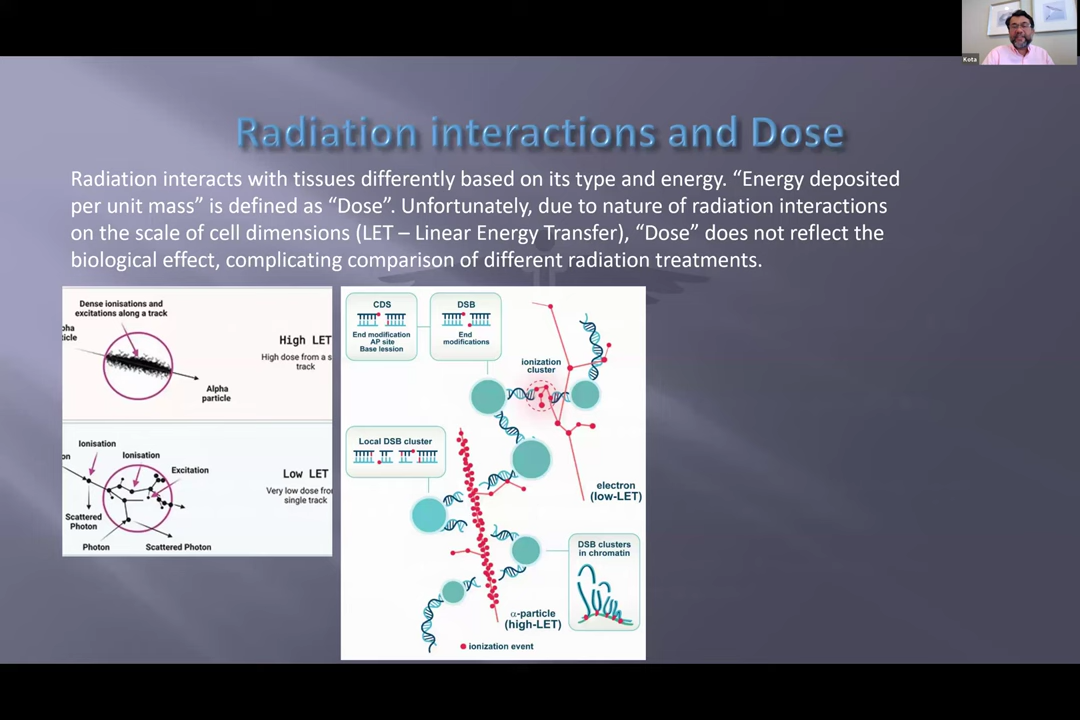 Kota
Radiation interactions and Dose
Radiation interacts with tissues differently based on its type and energy. “Energy deposited
per unit mass” is defined as “Dose”. Unfortunately, due to nature of radiation interactions
on the scale of cell dimensions (LET – Linear Energy Transfer), “Dose” does not reflect the
biological effect, complicating comparison of different radiation treatments.
Dense ionisations and
excitations along a track
High LET
High dose from a s
track
Alpha
particle
Ionisation
Ionisation
Excitation
Low LET
Very low dose fro
single track
Scattered
Photon
Photon
Scattered Photon
CDS
End modification
AP site
Base lession
DSB
End
modifications
ionization
cluster
Local DSB cluster
electron
(low-LET)
DSB clusters
in chromatin
α-particle
(high-LET)
ionization event